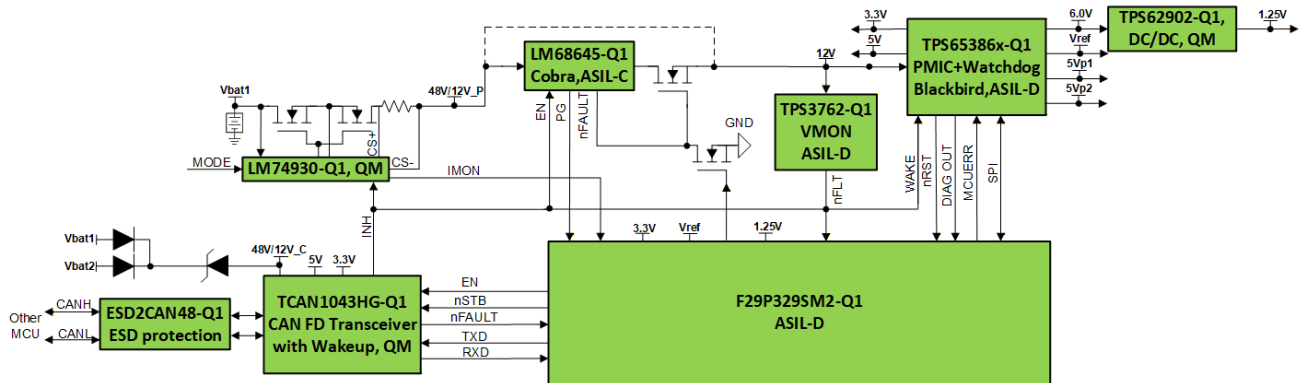 3.3V
5V
TPS65386x-Q1
PMIC+Watchdog
Blackbird,ASIL-D
6.0V
Vref
5Vp1
5Vp2
TPS62902-Q1,
DC/DC, QM
1.25V
LM68645-Q1
Cobra,ASIL-C
12V
TPS3762-Q1
VMON
ASIL-D
Vbat1
48V/12V_P
CS+
CS-
MODE
LM74930-Q1, QM
IMON
EN
PG
nFAULT
GND
nFLT
WAKE
nRST
DIAG OUT
MCUERR
SPI
INH
Vbat1
Vbat2
48V/12V_C
5V
3.3V
3.3V
Vref
1.25V
F29P329SM2-Q1
ASIL-D
TCAN1043HG-Q1
CAN FD Transceiver
with Wakeup, QM
EN
nSTB
nFAULT
TXD
RXD
Other
MCU
CANH
CANL
ESD2CAN48-Q1
ESD protection